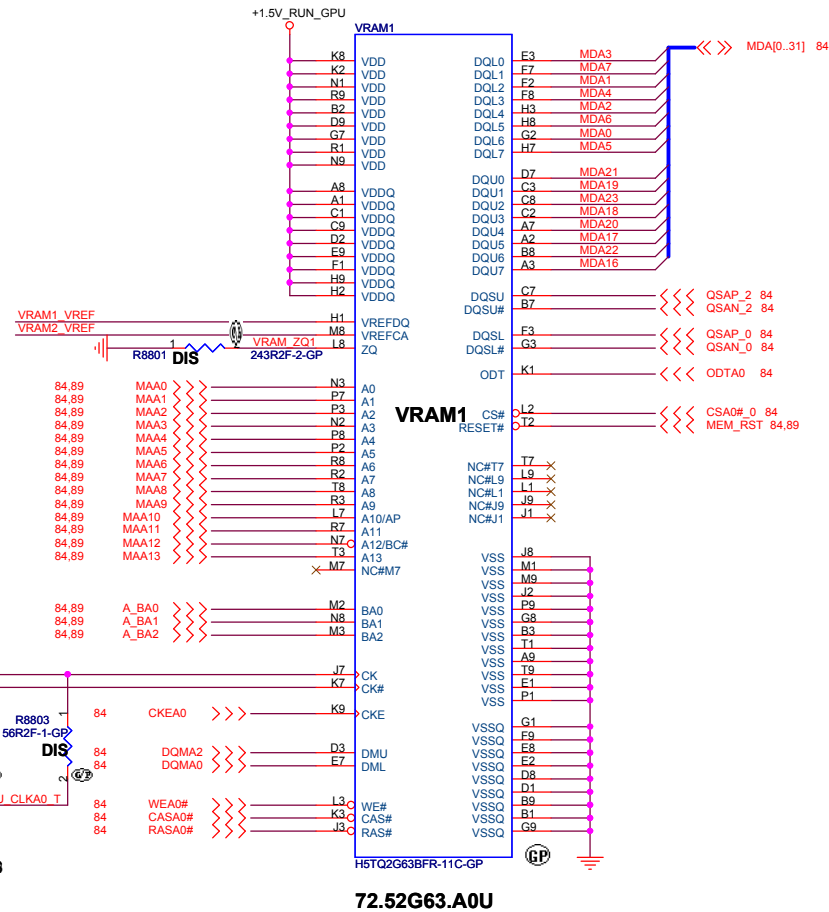 +1.5V_RUN_GPU
VRAM1
MDA[0..31] 84
K8 VDD DQL0 E3 MDA3
K2 VDD DQL1 F7 MDA7
N1 VDD DQL2 F2 MDA1
R9 VDD DQL3 F8 MDA4
B2 VDD DQL4 H3 MDA2
D9 VDD DQL5 H8 MDA6
G7 VDD DQL6 G2 MDA0
R1 VDD DQL7 H7 MDA5
N9 VDD
DQU0 D7 MDA21
A8 VDDQ DQU1 C3 MDA19
A1 VDDQ DQU2 C8 MDA23
C1 VDDQ DQU3 C2 MDA18
C9 VDDQ DQU4 A7 MDA20
D2 VDDQ DQU5 A2 MDA17
E9 VDDQ DQU6 B8 MDA22
F1 VDDQ DQU7 A3 MDA16
H9 VDDQ
H2 VDDQ DQSU C7 QSAP_2 84
DQSU# B7 QSAN_2 84
VRAM1_VREF H1 VREFDQ
VRAM2_VREF M8 VREFCA DQSL F3 QSAP_0 84
1 2 VRAM_ZQ1 L8 ZQ DQSL# G3 QSAN_0 84
R8801 DIS 243R2F-2-GP
ODT K1 ODTA0 84
84,89 MAA0 N3 A0
84,89 MAA1 P7 A1
84,89 MAA2 P3 A2 VRAM1 CS# L2 CSA0#_0 84
84,89 MAA3 N2 A3 RESET# T2 MEM_RST 84,89
84,89 MAA4 P8 A4
84,89 MAA5 P2 A5
84,89 MAA6 R8 A6 NC#T7 T7
84,89 MAA7 R2 A7 NC#L9 L9
84,89 MAA8 T8 A8 NC#L1 L1
84,89 MAA9 R3 A9 NC#J9 J9
84,89 MAA10 L7 A10/AP NC#J1 J1
84,89 MAA11 R7 A11
84,89 MAA12 N7 A12/BC#
84,89 MAA13 T3 A13 VSS J8
M7 NC#M7 VSS M1
VSS M9
VSS J2
84,89 A_BA0 M2 BA0 VSS P9
84,89 A_BA1 N8 BA1 VSS G8
84,89 A_BA2 M3 BA2 VSS B3
VSS T1
VSS A9
J7 CK VSS T9
K7 CK# VSS E1
VSS P1
84 CKEA0 K9 CKE
VSSQ G1
VSSQ F9
84 DQMA2 D3 DMU VSSQ E8
84 DQMA0 E7 DML VSSQ E2
VSSQ D8
VSSQ D1
84 WEA0# L3 WE# VSSQ B9
84 CASA0# K3 CAS# VSSQ B1
84 RASA0# J3 RAS# VSSQ G9
1
R8803
56R2F-1-GP
DIS
2
U_CLKA0_T
GP
H5TQ2G63BFR-11C-GP
72.52G63.A0U